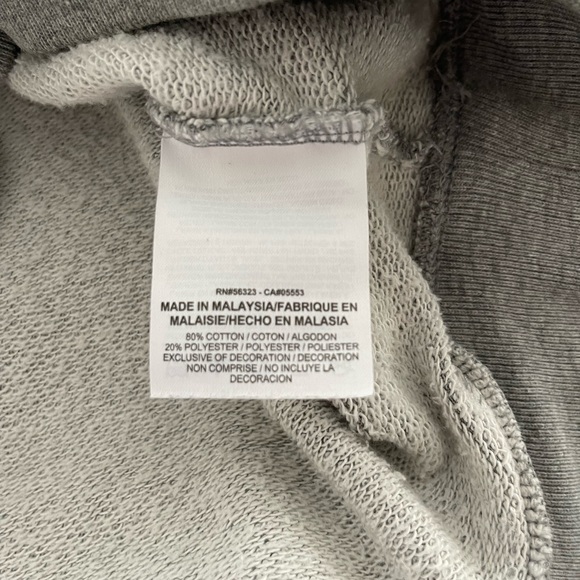 RN#56323 - CA#05553
MADE IN MALAYSIA/FABRIQUE EN
MALAISIE/HECHO EN MALASIA
80% COTTON / COTON / ALGODON
20% POLYESTER / POLYESTER / POLIESTER
EXCLUSIVE OF DECORATION / DECORATION
NON COMPRISE / NO INCLUYE LA
DECORACION